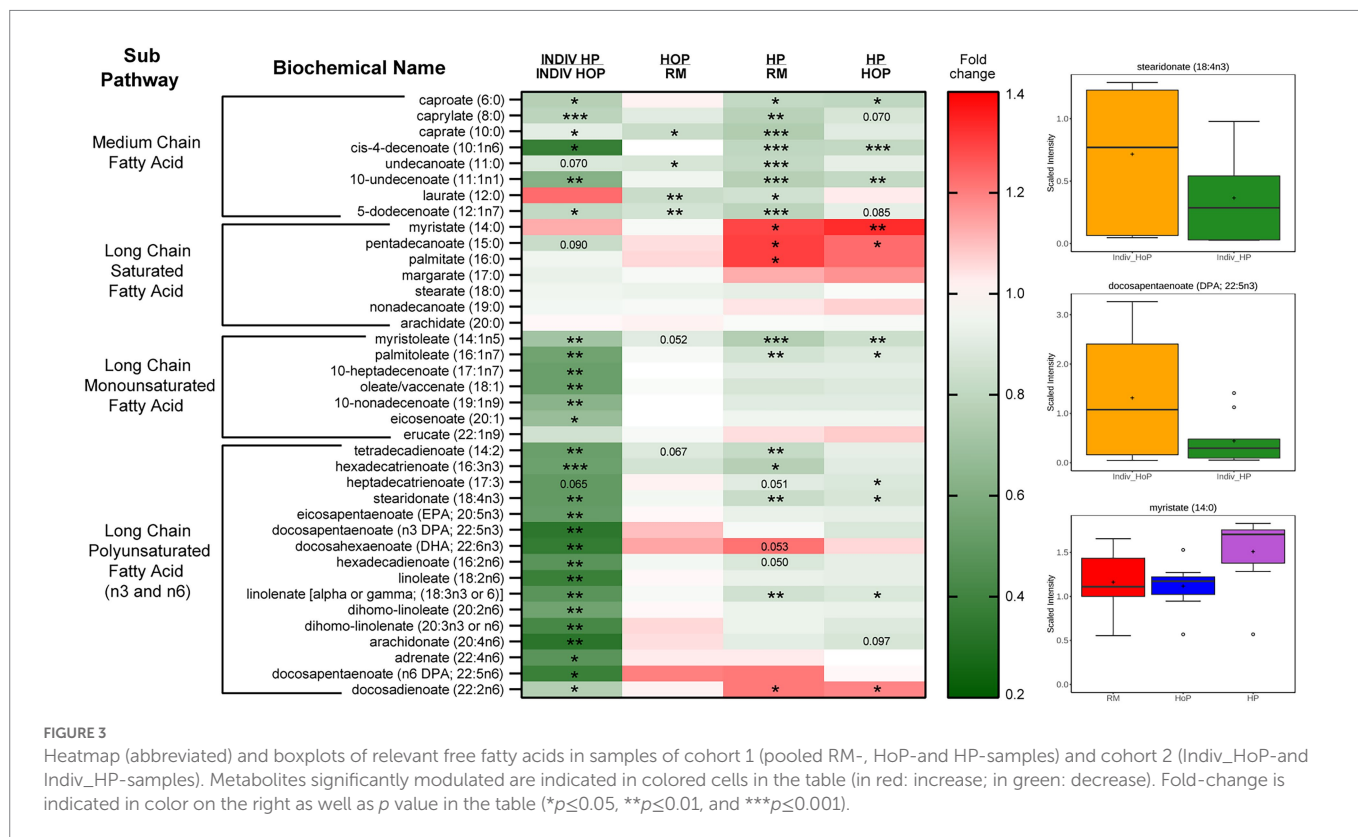 Sub
Pathway
Biochemical Name
INDIV HP
INDIV HOP
HOP
RM
HP
RM
HP
HOP
Fold
change
Medium Chain
Fatty Acid
caproate (6:0) * * *
caprylate (8:0) *** ** 0.070
caprate (10:0) * * ***
cis-4-decenoate (10:1n6) * *** ***
undecanoate (11:0) 0.070 * ***
10-undecenoate (11:1n1) ** *** **
laurate (12:0) ** *
5-dodecenoate (12:1n7) * ** *** 0.085
Long Chain
Saturated
Fatty Acid
myristate (14:0) * **
pentadecanoate (15:0) 0.090 * *
palmitate (16:0) *
margarate (17:0)
stearate (18:0)
nonadecanoate (19:0)
arachidate (20:0)
Long Chain
Monounsaturated
Fatty Acid
myristoleate (14:1n5) ** 0.052 *** **
palmitoleate (16:1n7) ** ** *
10-heptadecenoate (17:1n7) **
oleate/vaccenate (18:1) **
10-nonadecenoate (19:1n9) **
eicosenoate (20:1) *
erucate (22:1n9)
Long Chain
Polyunsaturated
Fatty Acid
(n3 and n6)
tetradecadienoate (14:2) ** 0.067 **
hexadecatrienoate (16:3n3) *** *
heptadecatrienoate (17:3) 0.065 0.051 *
stearidonate (18:4n3) ** ** *
eicosapentaenoate (EPA; 20:5n3) **
docosapentaenoate (n3 DPA; 22:5n3) **
docosahexaenoate (DHA; 22:6n3) ** 0.053
hexadecadienoate (16:2n6) ** 0.050
linoleate (18:2n6) **
linolenate [alpha or gamma; (18:3n3 or 6)] ** ** *
dihomo-linoleate (20:2n6) **
dihomo-linolenate (20:3n3 or n6) **
arachidonate (20:4n6) ** 0.097
adrenate (22:4n6) *
docosapentaenoate (n6 DPA; 22:5n6) *
docosadienoate (22:2n6) * * *
1.4
1.2
1.0
0.8
0.6
0.4
0.2
stearidonate (18:4n3)
Scaled Intensity
1.0
0.5
0.0
Indiv_HoP Indiv_HP
docosapentaenoate (DPA; 22:5n3)
Scaled Intensity
3.0
2.0
1.0
0.0
Indiv_HoP Indiv_HP
myristate (14:0)
Scaled Intensity
1.5
1.0
0.5
0.0
RM HoP HP
FIGURE 3
Heatmap (abbreviated) and boxplots of relevant free fatty acids in samples of cohort 1 (pooled RM-, HoP-and HP-samples) and cohort 2 (Indiv_HoP-and
Indiv_HP-samples). Metabolites significantly modulated are indicated in colored cells in the table (in red: increase; in green: decrease). Fold-change is
indicated in color on the right as well as p value in the table (*p≤0.05, **p≤0.01, and ***p≤0.001).